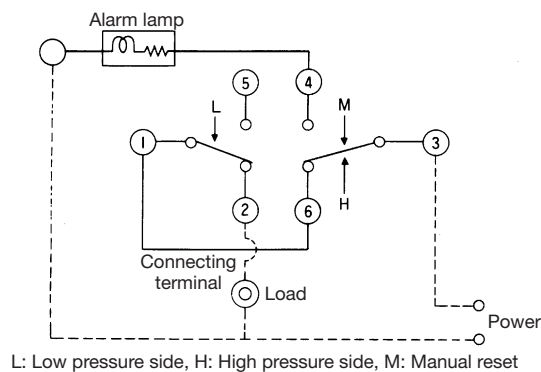 Alarm lamp
5
4
L
M
1
3
2
6
H
Connecting
terminal
Load
Power
L: Low pressure side, H: High pressure side, M: Manual reset